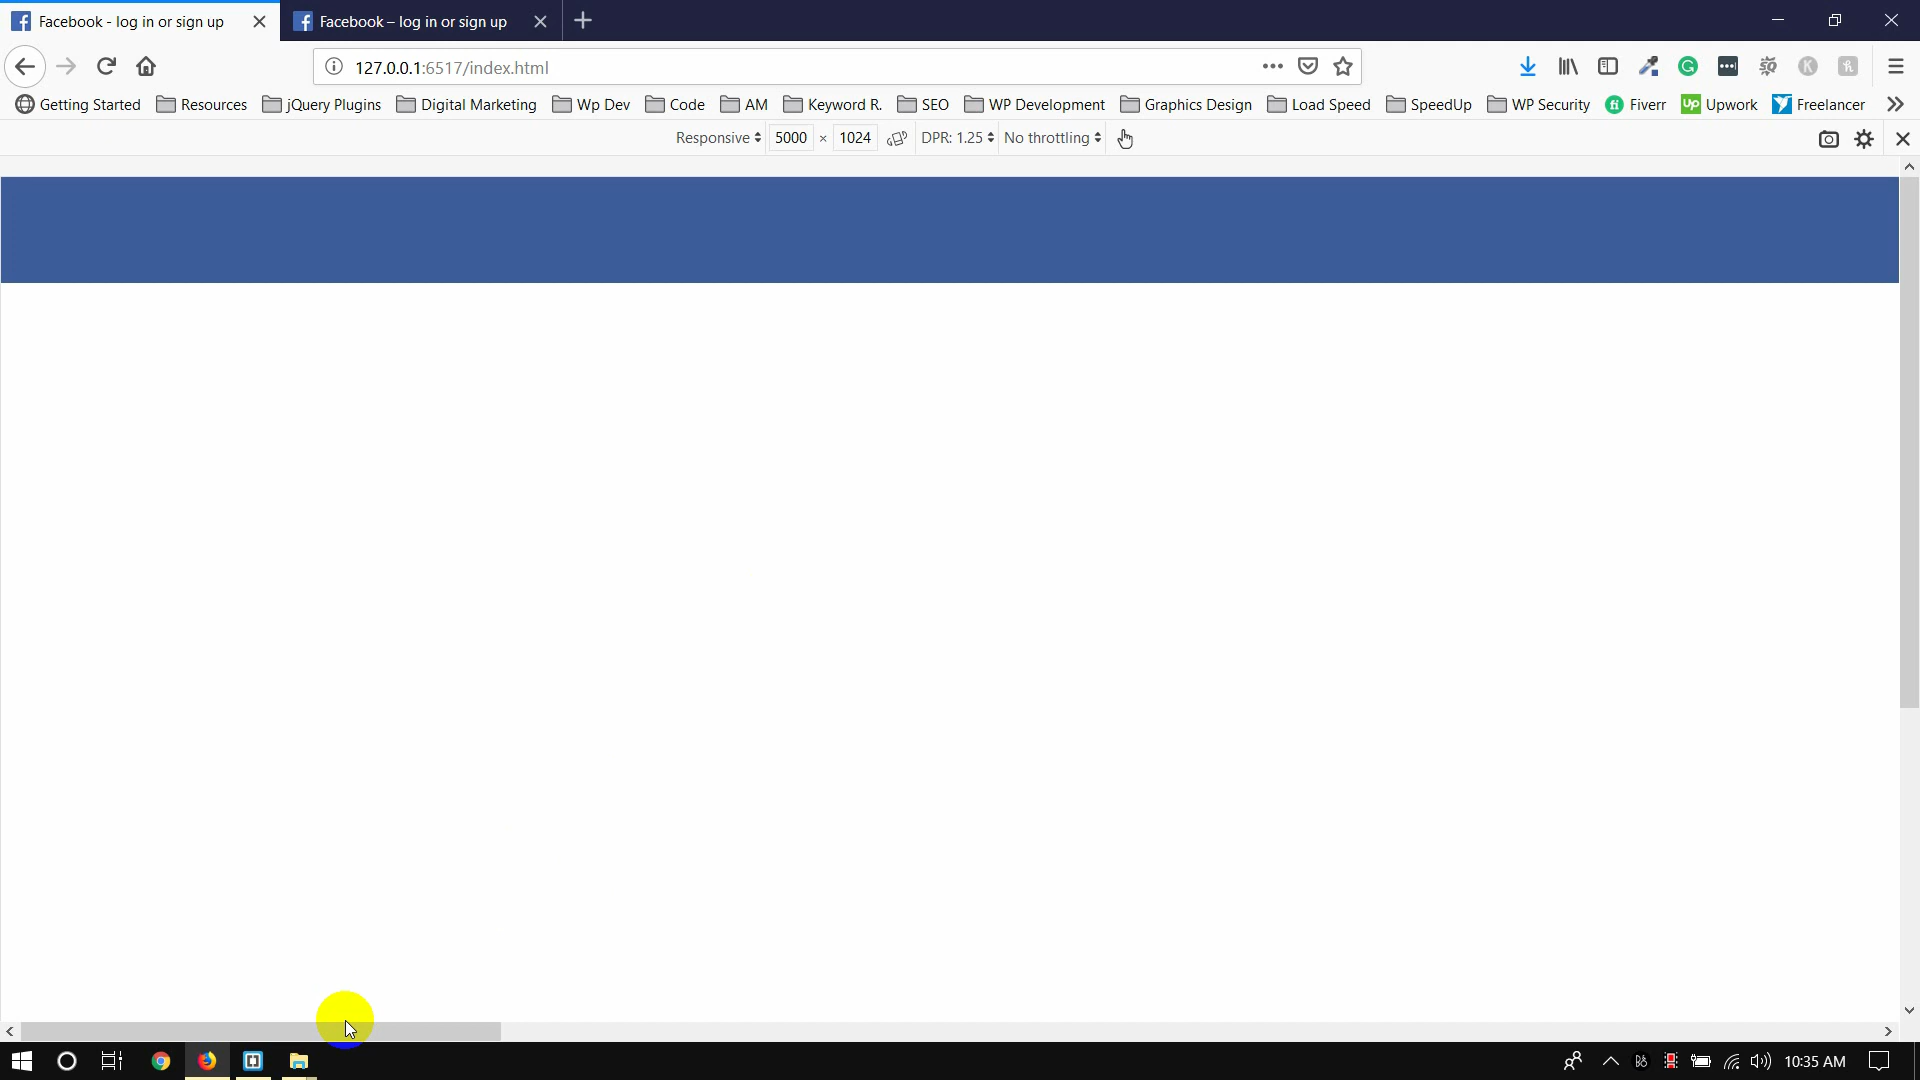 Facebook - log in or sign up
Facebook – log in or sign up
127.0.0.1:6517/index.html
Getting Started Resources jQuery Plugins Digital Marketing Wp Dev Code AM Keyword R. SEO WP Development Graphics Design Load Speed SpeedUp WP Security Fiverr Upwork Freelancer
Responsive 5000 × 1024 DPR: 1.25 No throttling
10:35 AM